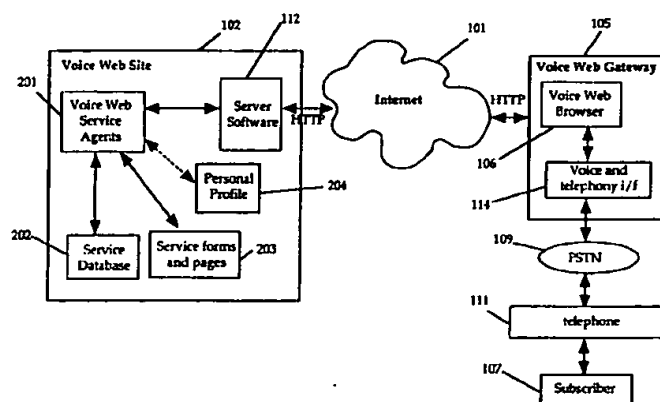 112
102
101
105
201
Voice Web Site
Voice Web
Service
Agents
Server
Software
HTTP
Internet
HTTP
Voice Web Gateway
Voice Web
Browser
106
Personal
Profile
204
Voice and
telephony i/f
114
202
Service
Database
Service forms
and pages
203
109
PSTN
111
telephone
107
Subscriber